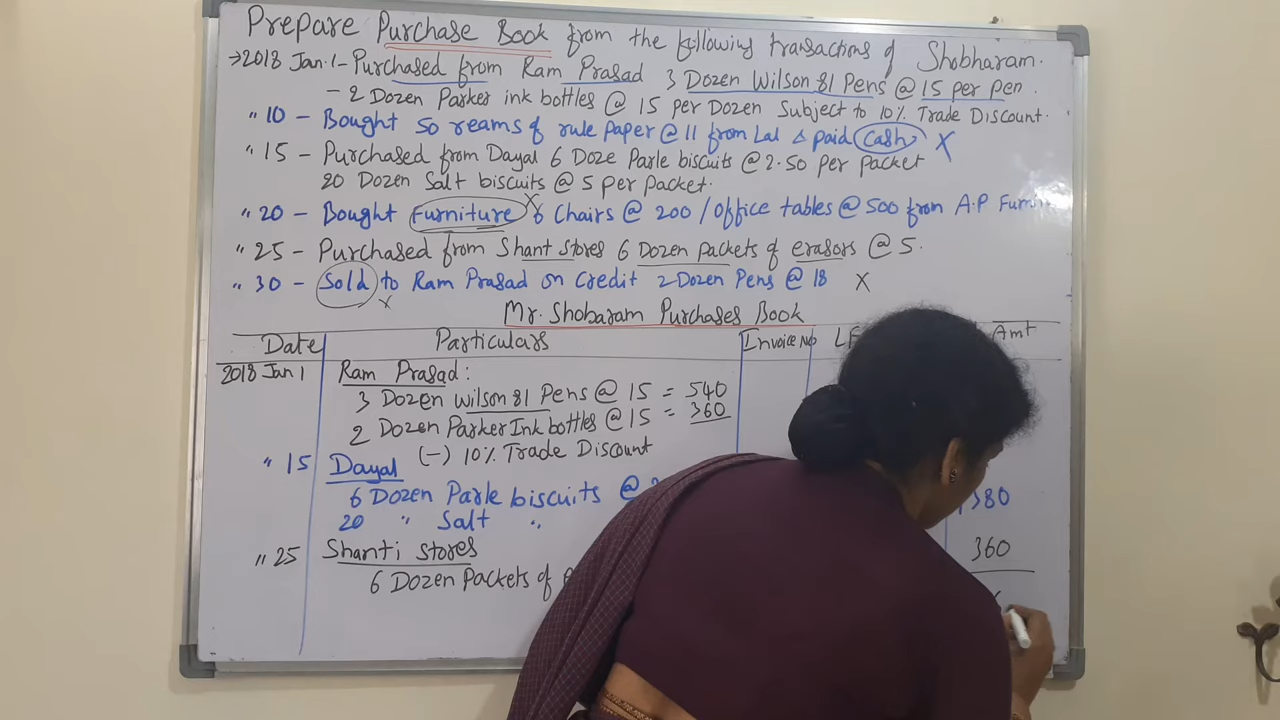 Prepare Purchase Book from the following transactions of Shobharam.
→2018 Jan.1- Purchased from Ram Prasad 3 Dozen Wilson 81 Pens @ 15 per pen.
- 2 Dozen Parker ink bottles @ 15 per Dozen Subject to 10% Trade Discount.
" 10 - Bought 50 reams of rule paper @ 11 from Lal & paid Cash X
" 15 - Purchased from Dayal 6 Doze Parle biscuits @ 2.50 per packet
20 Dozen Salt biscuits @ 5 per packet.
" 20 - Bought Furniture X 6 Chairs @ 200 / Office tables @ 500 from A.P
" 25 - Purchased from Shant stores 6 Dozen packets of erasors @ 5.
" 30 - Sold to Ram Prasad on Credit 2 Dozen Pens @ 18 X
X
Mr. Shobaram Purchases Book
Date Particulars Invoice No Amt
2018 Jan 1 Ram Prasad:
3 Dozen wilson 81 Pens @ 15 = 540
2 Dozen Parker Ink bottles @ 15 = 360
(-) 10% Trade Discount
" 15 Dayal
6 Dozen Parle biscuits @ 380
20 " Salt "
" 25 Shanti stores 360
6 Dozen Packets of